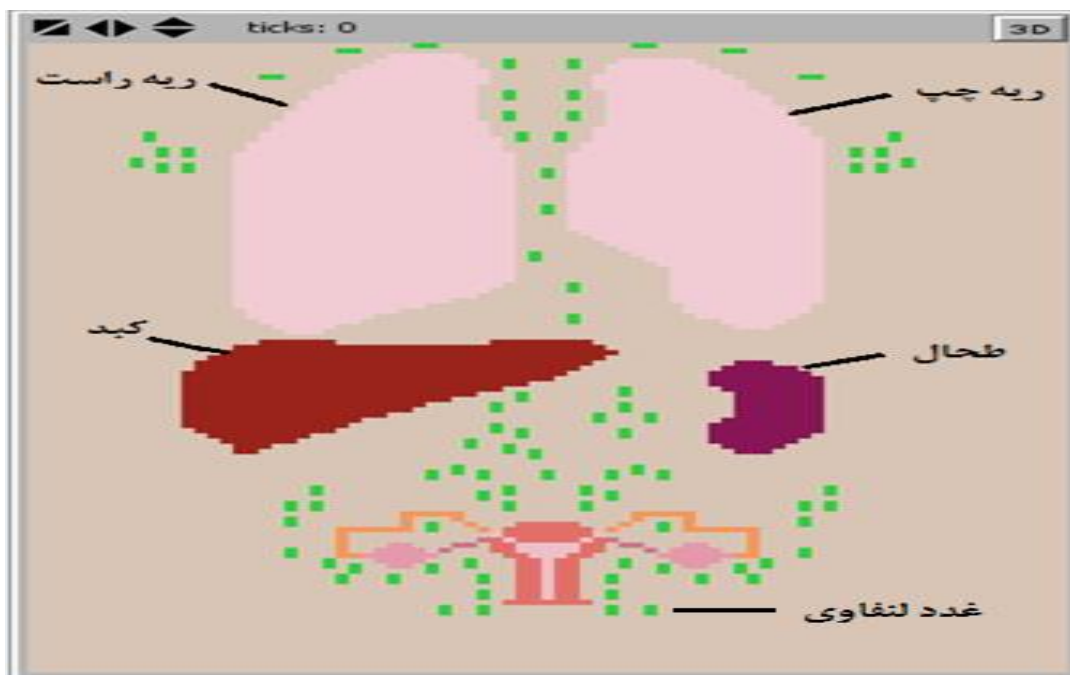 ticks: 0
3D
ریه راست
ریه چپ
کبد
طحال
غدد لنفاوی